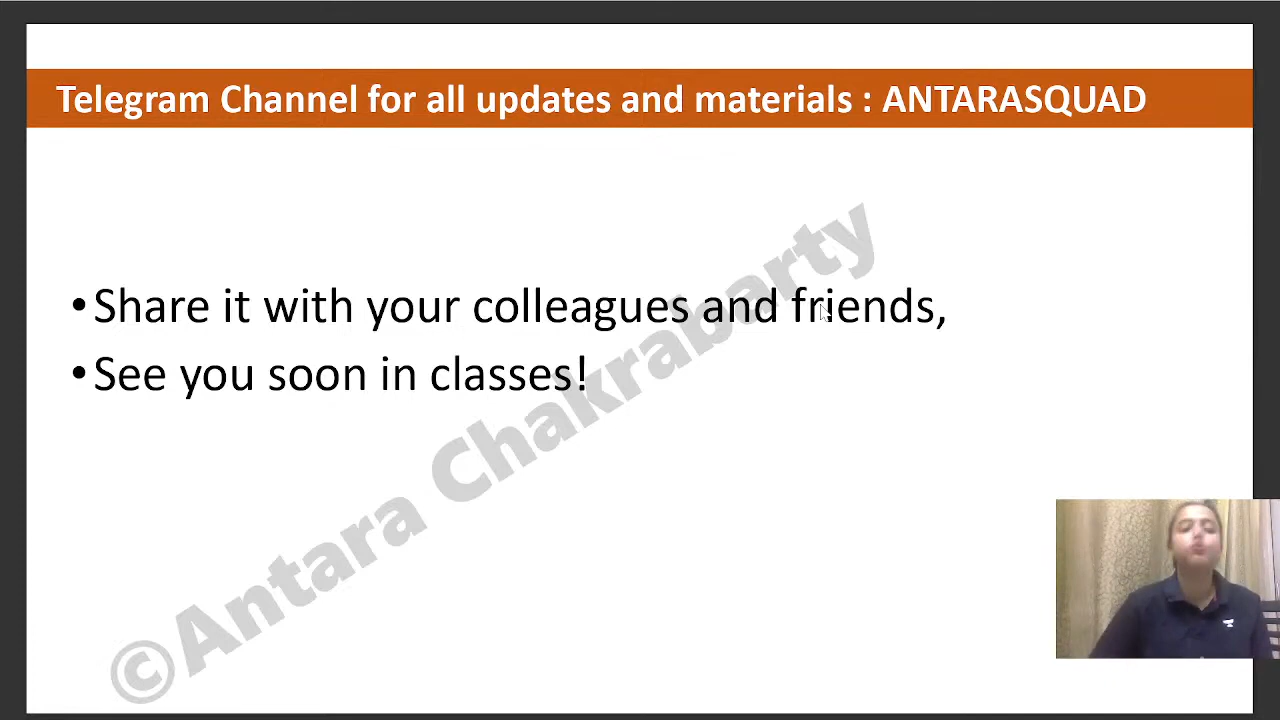 Telegram Channel for all updates and materials : ANTARASQUAD
•Share it with your colleagues and friends,
•See you soon in classes!
©Antara Chakrabarty